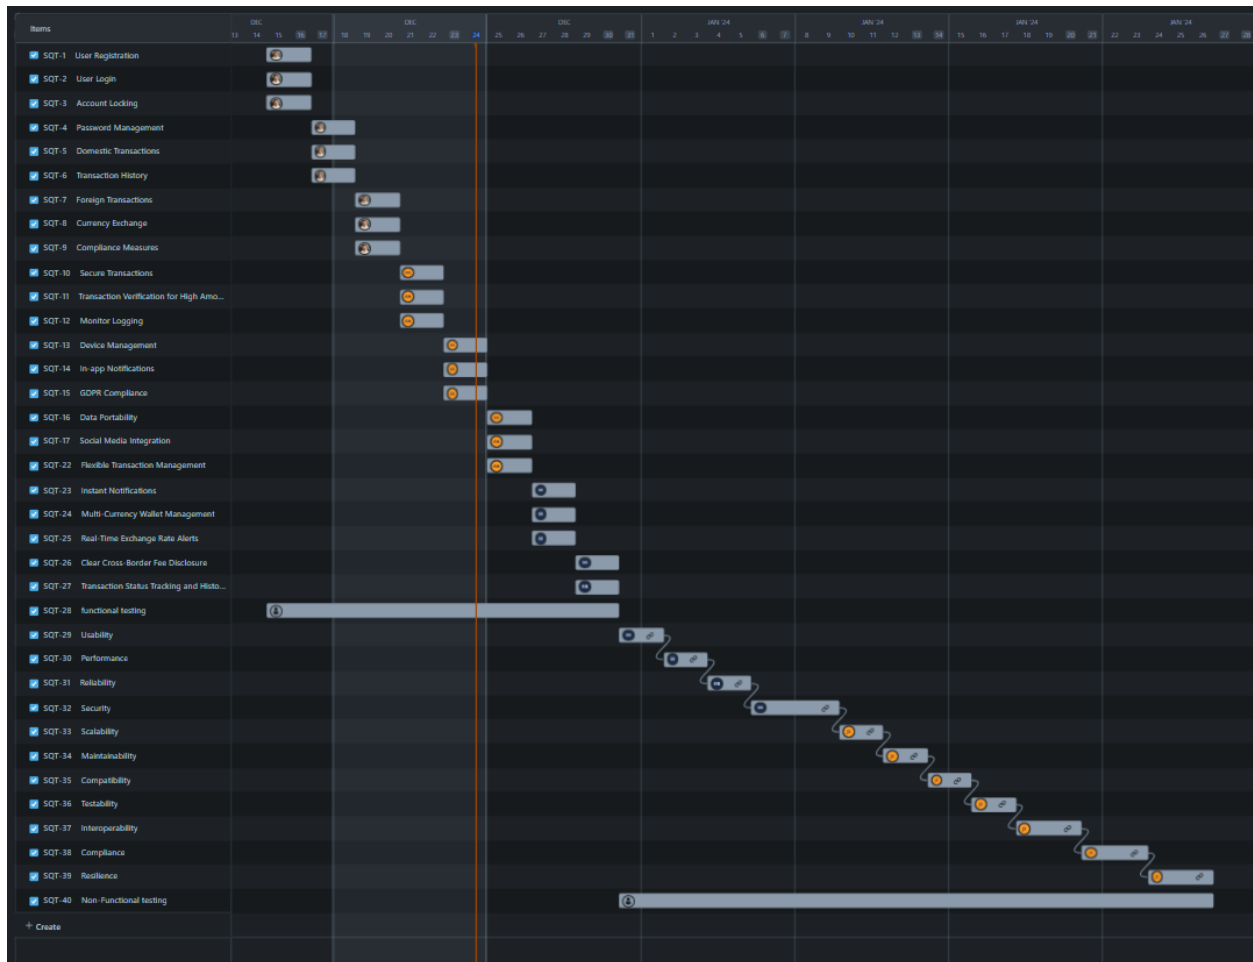 Items
DEC DEC DEC JAN '24 JAN '24 JAN '24 JAN '24
13 14 15 16 17 18 19 20 21 22 23 24 25 26 27 28 29 30 31 1 2 3 4 5 6 7 8 9 10 11 12 13 14 15 16 17 18 19 20 21 22 23 24 25 26 27 28
SQT-1 User Registration
SQT-2 User Login
SQT-3 Account Locking
SQT-4 Password Management
SQT-5 Domestic Transactions
SQT-6 Transaction History
SQT-7 Foreign Transactions
SQT-8 Currency Exchange
SQT-9 Compliance Measures
SQT-10 Secure Transactions
SQT-11 Transaction Verification for High Amo...
SQT-12 Monitor Logging
SQT-13 Device Management
SQT-14 In-app Notifications
SQT-15 GDPR Compliance
SQT-16 Data Portability
SQT-17 Social Media Integration
SQT-22 Flexible Transaction Management
SQT-23 Instant Notifications
SQT-24 Multi-Currency Wallet Management
SQT-25 Real-Time Exchange Rate Alerts
SQT-26 Clear Cross-Border Fee Disclosure
SQT-27 Transaction Status Tracking and Histo...
SQT-28 functional testing
SQT-29 Usability
SQT-30 Performance
SQT-31 Reliability
SQT-32 Security
SQT-33 Scalability
SQT-34 Maintainability
SQT-35 Compatibility
SQT-36 Testability
SQT-37 Interoperability
SQT-38 Compliance
SQT-39 Resilience
SQT-40 Non-Functional testing
+ Create